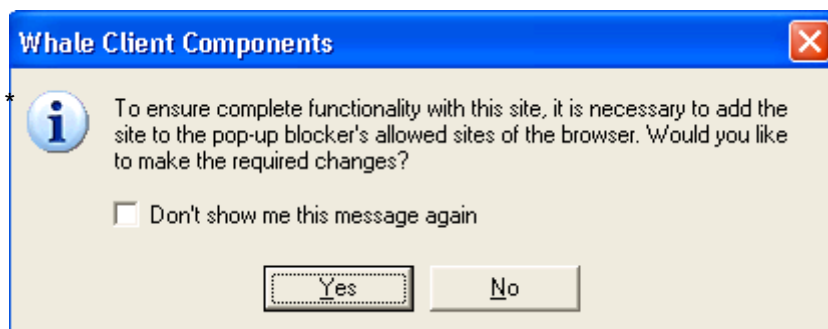 Whale Client Components
*
To ensure complete functionality with this site, it is necessary to add the
site to the pop-up blocker's allowed sites of the browser. Would you like
to make the required changes?
Don't show me this message again
Yes
No